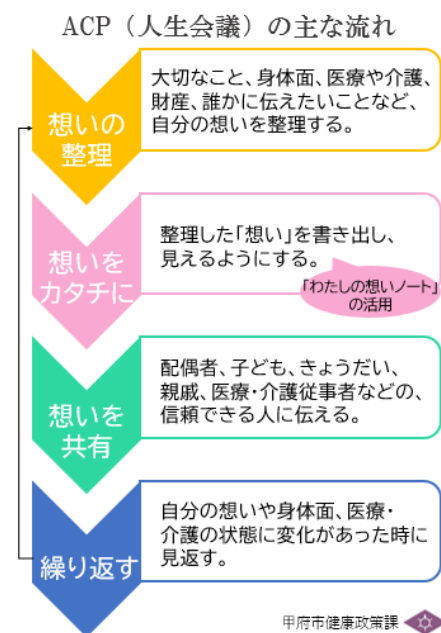 ACP（人生会議）の主な流れ
想いの
整理
大切なこと、身体面、医療や介護、
財産、誰かに伝えたいことなど、
自分の想いを整理する。
想いを
カタチに
整理した「想い」を書き出し、
見えるようにする。
「わたしの想いノート」
の活用
想いを
共有
配偶者、子ども、きょうだい、
親戚、医療・介護従事者などの、
信頼できる人に伝える。
繰り返す
自分の想いや身体面、医療・
介護の状態に変化があった時に
見返す。
甲府市健康政策課